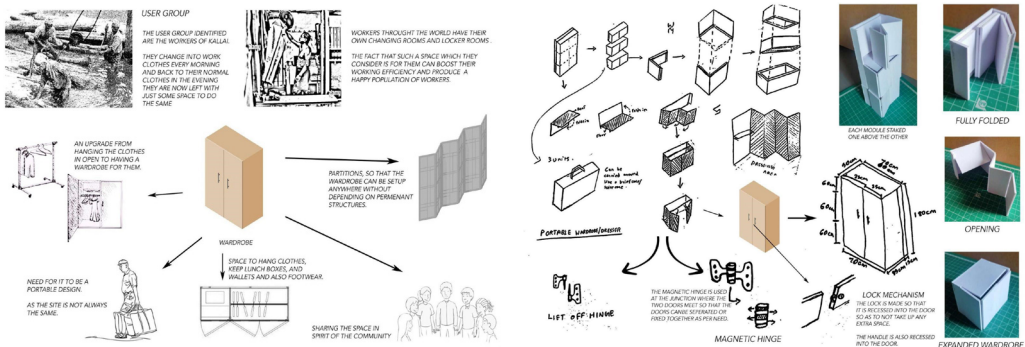 USER GROUP
THE USER GROUP IDENTIFIED
ARE THE WORKERS OF KALLAI.
THEY CHANGE INTO WORK
CLOTHES EVERY MORNING
AND BACK TO THEIR NORMAL
CLOTHES IN THE EVENING
THEY ARE NOW LEFT WITH
JUST SOME SPACE TO DO
THE SAME
WORKERS THROUGHT THE WORLD HAVE THEIR
OWN CHANGING ROOMS AND LOCKER ROOMS .
THE FACT THAT SUCH A SPACE WHICH THEY
CONSIDER IS FOR THEM CAN BOOST THEIR
WORKING EFFICIENCY AND PRODUCE A
HAPPY POPULATION OF WORKERS.
AN UPGRADE FROM
HANGING THE CLOTHES
IN OPEN TO HAVING A
WARDROBE FOR THEM.
PARTITIONS, SO THAT THE
WARDROBE CAN BE SETUP
ANYWHERE WITHOUT
DEPENDING ON PERMENANT
STRUCTURES.
WARDROBE
SPACE TO HANG CLOTHES,
KEEP LUNCH BOXES, AND
WALLETS AND ALSO FOOTWEAR.
NEED FOR IT TO BE A
PORTABLE DESIGN.
AS THE SITE IS NOT ALWAYS
THE SAME.
SHARING THE SPACE IN
SPIRIT OF THE COMMUNITY
3 units.
Can be
carried around
PORTABLE WARDROBE/DRESSER
DRESSING
AREA
LIFT OFF HINGE
THE MAGNETIC HINGE IS USED
AT THE JUNCTION WHERE THE
TWO DOORS MEET SO THAT THE
DOORS CANBE SEPERATED OR
FIXED TOGETHER AS PER NEED.
MAGNETIC HINGE
60cm
60cm
180cm
LOCK MECHANISM
THE LOCK IS MADE SO THAT
IT IS RECESSED INTO THE DOOR
SO AS TO NOT TAKE UP ANY
EXTRA SPACE.
THE HANDLE IS ALSO RECESSED
INTO THE DOOR.
EACH MODULE STAKED
ONE ABOVE THE OTHER
FULLY FOLDED
OPENING
EXPANDED WARDROBE